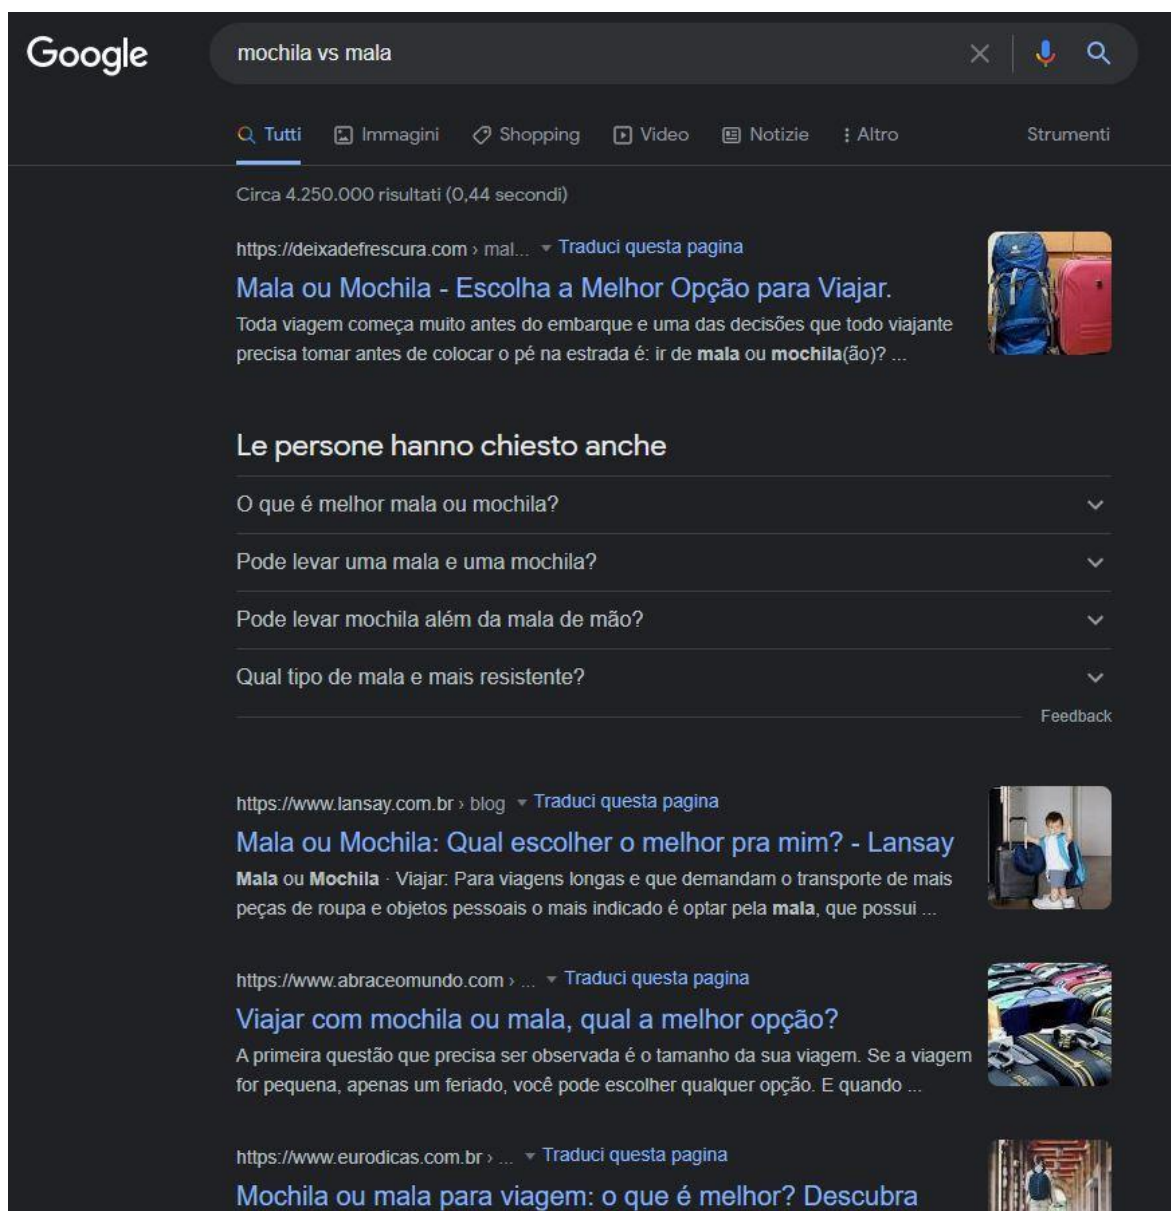 Google
mochila vs mala
Tutti Immagini Shopping Video Notizie Altro Strumenti
Circa 4.250.000 risultati (0,44 secondi)
https://deixadefrescura.com › mal... Traduci questa pagina
Mala ou Mochila - Escolha a Melhor Opção para Viajar.
Toda viagem começa muito antes do embarque e uma das decisões que todo viajante
precisa tomar antes de colocar o pé na estrada é: ir de mala ou mochila(ão)? ...
Le persone hanno chiesto anche
O que é melhor mala ou mochila?
Pode levar uma mala e uma mochila?
Pode levar mochila além da mala de mão?
Qual tipo de mala e mais resistente?
Feedback
https://www.lansay.com.br › blog Traduci questa pagina
Mala ou Mochila: Qual escolher o melhor pra mim? - Lansay
Mala ou Mochila · Viajar: Para viagens longas e que demandam o transporte de mais
peças de roupa e objetos pessoais o mais indicado é optar pela mala, que possui ...
https://www.abraceomundo.com › ... Traduci questa pagina
Viajar com mochila ou mala, qual a melhor opção?
A primeira questão que precisa ser observada é o tamanho da sua viagem. Se a viagem
for pequena, apenas um feriado, você pode escolher qualquer opção. E quando ...
https://www.eurodicas.com.br › ... Traduci questa pagina
Mochila ou mala para viagem: o que é melhor? Descubra